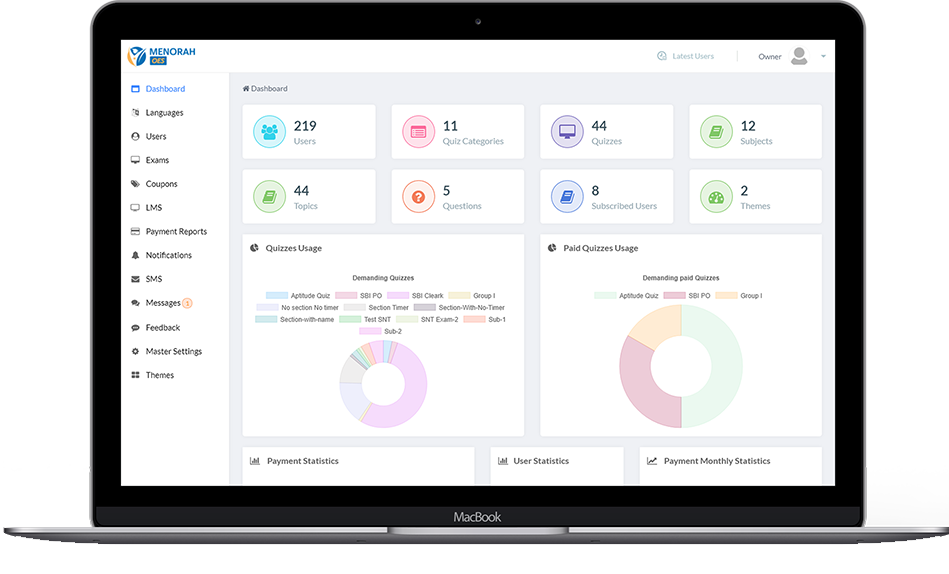 MENORAH
OES
Latest Users
Owner
Dashboard
Languages
Users
Exams
Coupons
LMS
Payment Reports
Notifications
SMS
Messages 1
Feedback
Master Settings
Themes
Dashboard
219
Users
11
Quiz Categories
44
Quizzes
12
Subjects
44
Topics
5
Questions
8
Subscribed Users
2
Themes
Quizzes Usage
Demanding Quizzes
Aptitude Quiz SBI PO SBI Cleark Group I
No section No timer Section Timer Section-With-No-Timer
Section-with-name Test SNT SNT Exam-2 Sub-1
Sub-2
Paid Quizzes Usage
Demanding paid Quizzes
Aptitude Quiz SBI PO Group I
Payment Statistics
User Statistics
Payment Monthly Statistics
MacBook